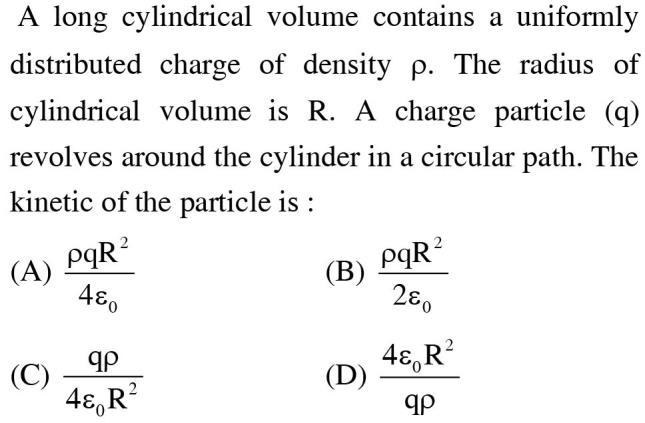 A long cylindrical volume contains a uniformly
distributed charge of density ρ. The radius of
cylindrical volume is R. A charge particle (q)
revolves around the cylinder in a circular path. The
kinetic of the particle is :
(A) ρqR²/4ε₀ (B) ρqR²/2ε₀
(C) qρ/4ε₀R² (D) 4ε₀R²/qρ